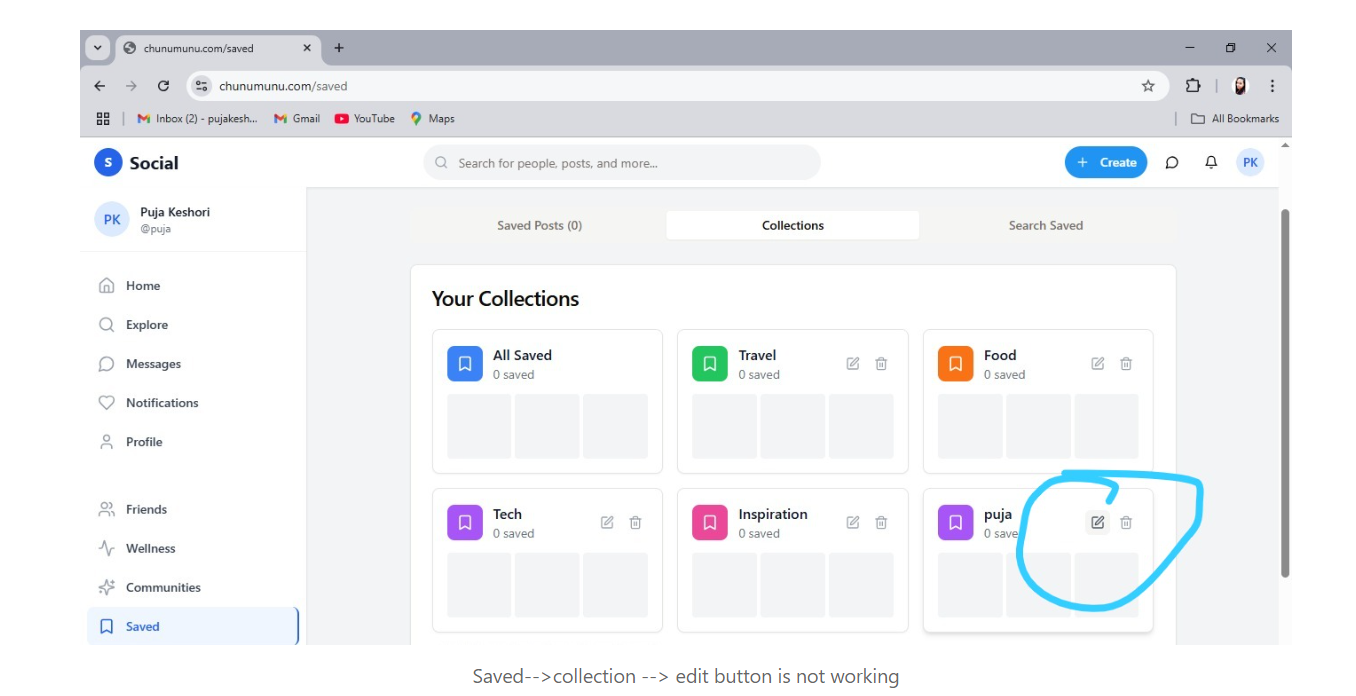 chunumunu.com/saved
chunumunu.com/saved
Inbox (2) - pujakesh... Gmail YouTube Maps All Bookmarks
S Social Search for people, posts, and more... + Create PK
PK Puja Keshori
@puja
Saved Posts (0) Collections Search Saved
Home
Explore
Messages
Notifications
Profile
Friends
Wellness
Communities
Saved
Your Collections
All Saved
0 saved
Travel
0 saved
Food
0 saved
Tech
0 saved
Inspiration
0 saved
puja
0 save
Saved-->collection --> edit button is not working